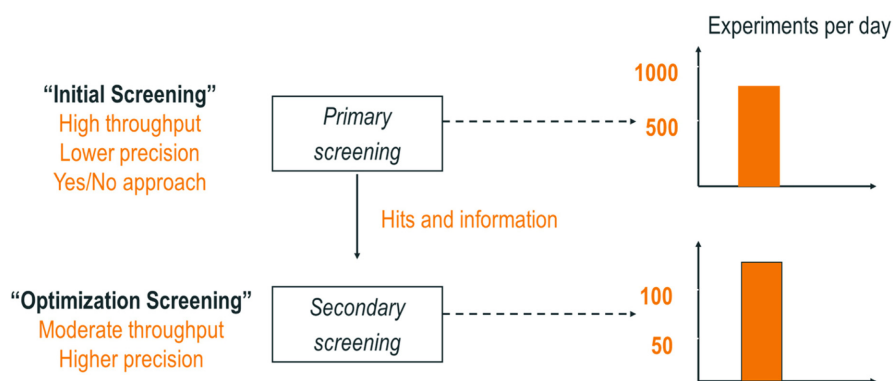 Experiments per day
“Initial Screening”
High throughput
Lower precision
Yes/No approach
Primary
screening
1000
500
Hits and information
“Optimization Screening”
Moderate throughput
Higher precision
Secondary
screening
100
50